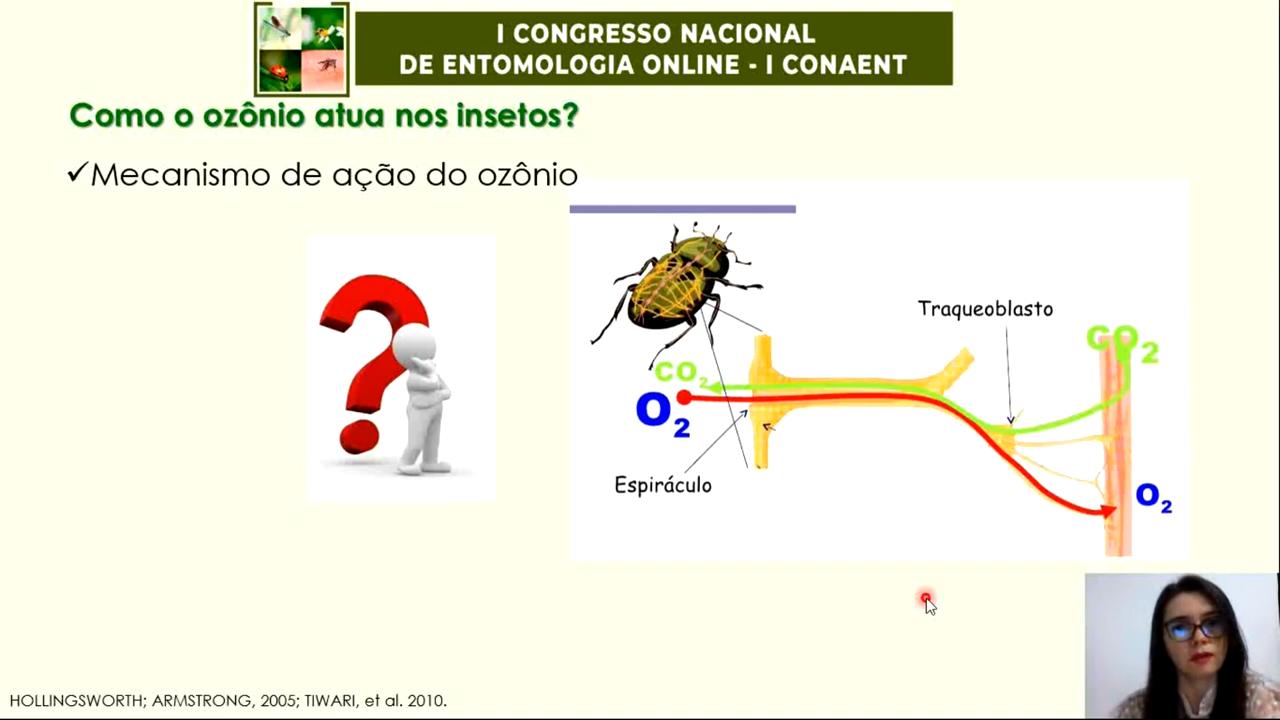 I CONGRESSO NACIONAL
DE ENTOMOLOGIA ONLINE - I CONAENT
Como o ozônio atua nos insetos?
✓Mecanismo de ação do ozônio
Traqueoblasto
CO2
CO2
O2
Espiráculo
O2
HOLLINGSWORTH; ARMSTRONG, 2005; TIWARI, et al. 2010.